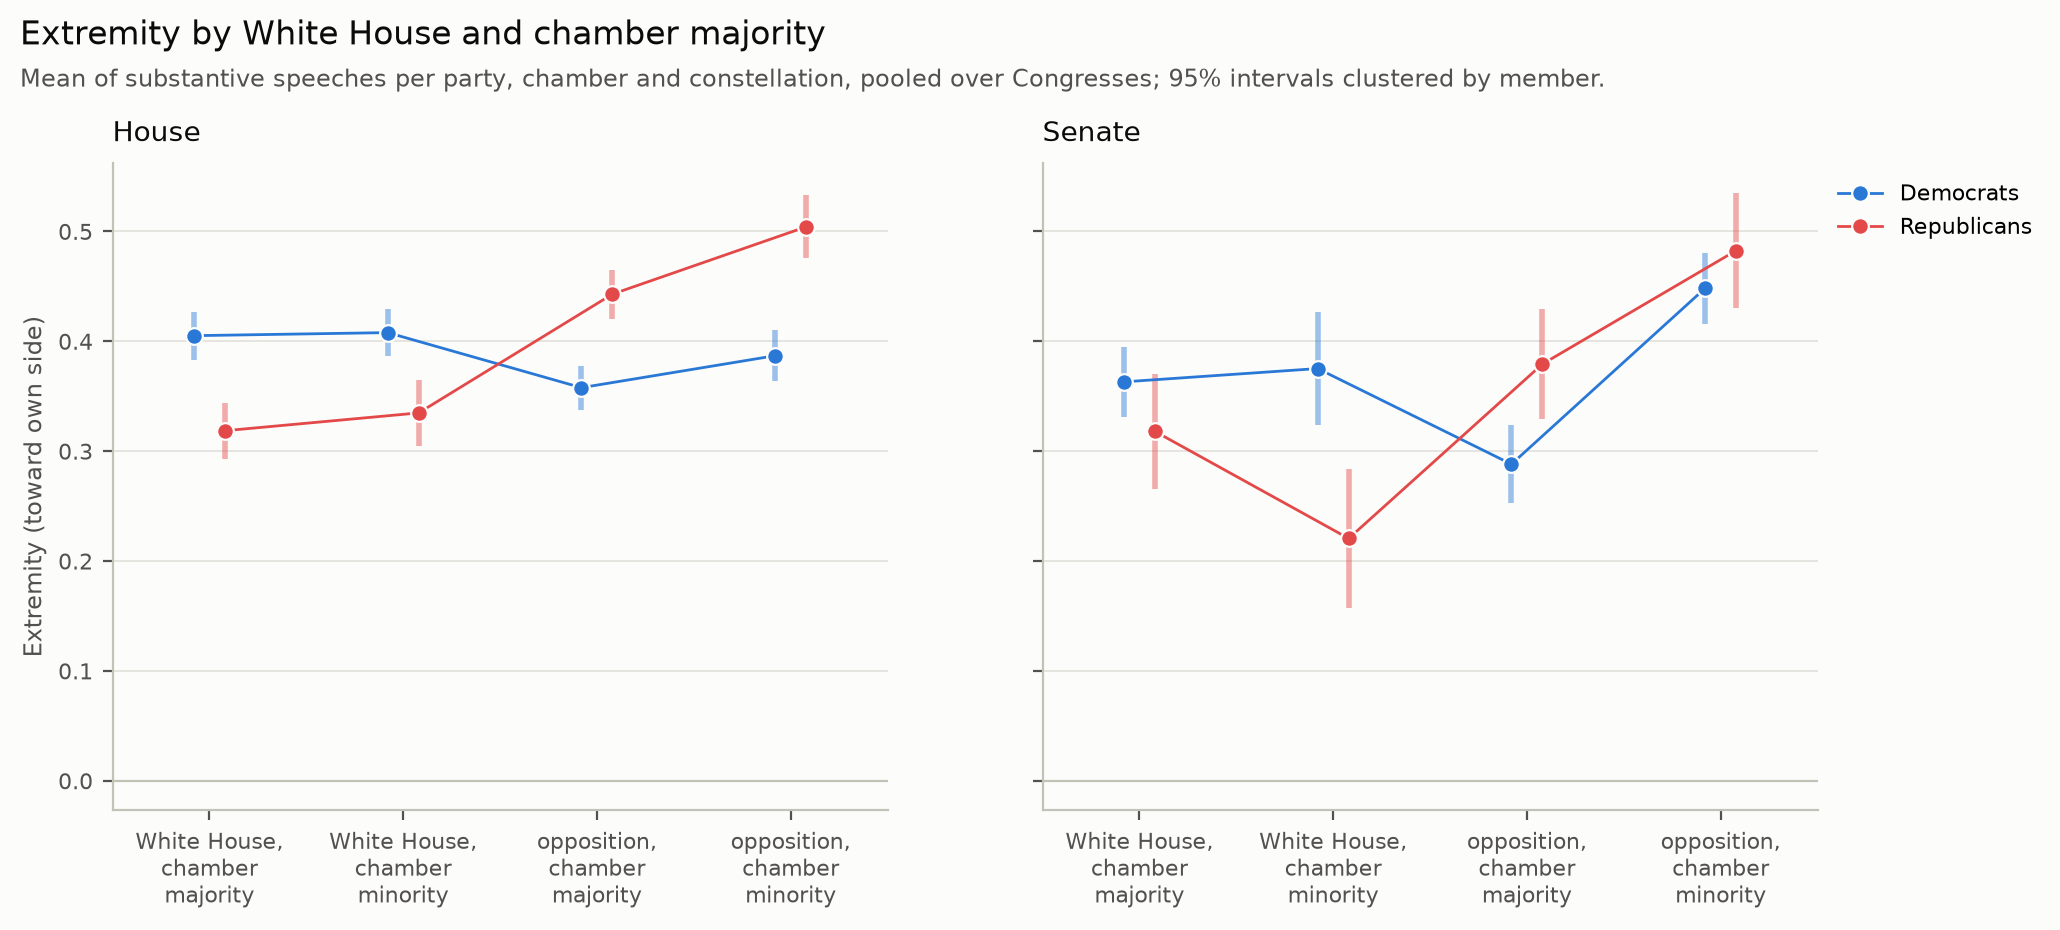 Extremity by White House and chamber majority
Mean of substantive speeches per party, chamber and constellation, pooled over Congresses; 95% intervals clustered by member.
House
Senate
Democrats
Republicans
Extremity (toward own side)
0.5
0.4
0.3
0.2
0.1
0.0
White House,
chamber
majority
White House,
chamber
minority
opposition,
chamber
majority
opposition,
chamber
minority
White House,
chamber
majority
White House,
chamber
minority
opposition,
chamber
majority
opposition,
chamber
minority